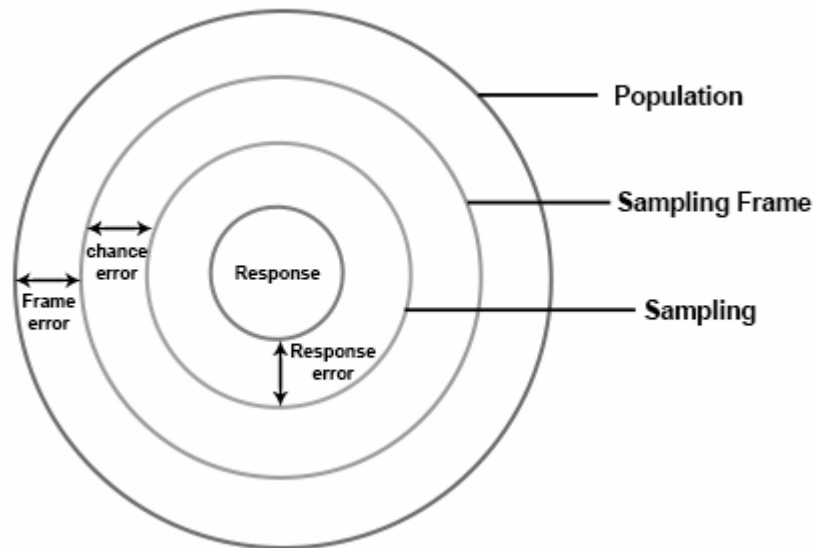 Population
Sampling Frame
chance
error
Response
Sampling
Frame
error
Response
error